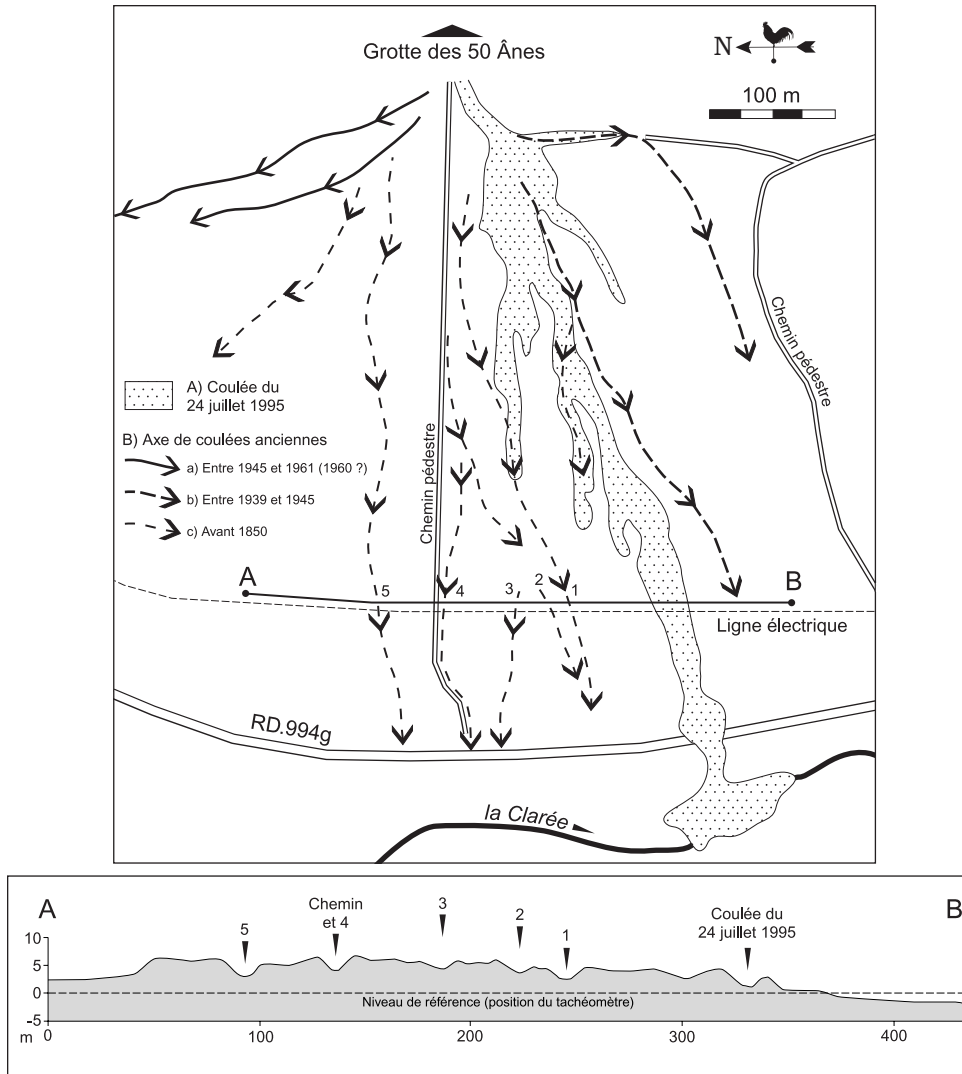 Grotte des 50 Ânes
N
100 m
A) Coulée du
24 juillet 1995
B) Axe de coulées anciennes
a) Entre 1945 et 1961 (1960 ?)
b) Entre 1939 et 1945
c) Avant 1850
Chemin pédestre
Chemin pédestre
A
5
4
3
2
1
B
Ligne électrique
RD.994g
la Clarée
A
B
5
Chemin
et 4
3
2
1
Coulée du
24 juillet 1995
10
5
0
-5
m
Niveau de référence (position du tachéomètre)
0
100
200
300
400